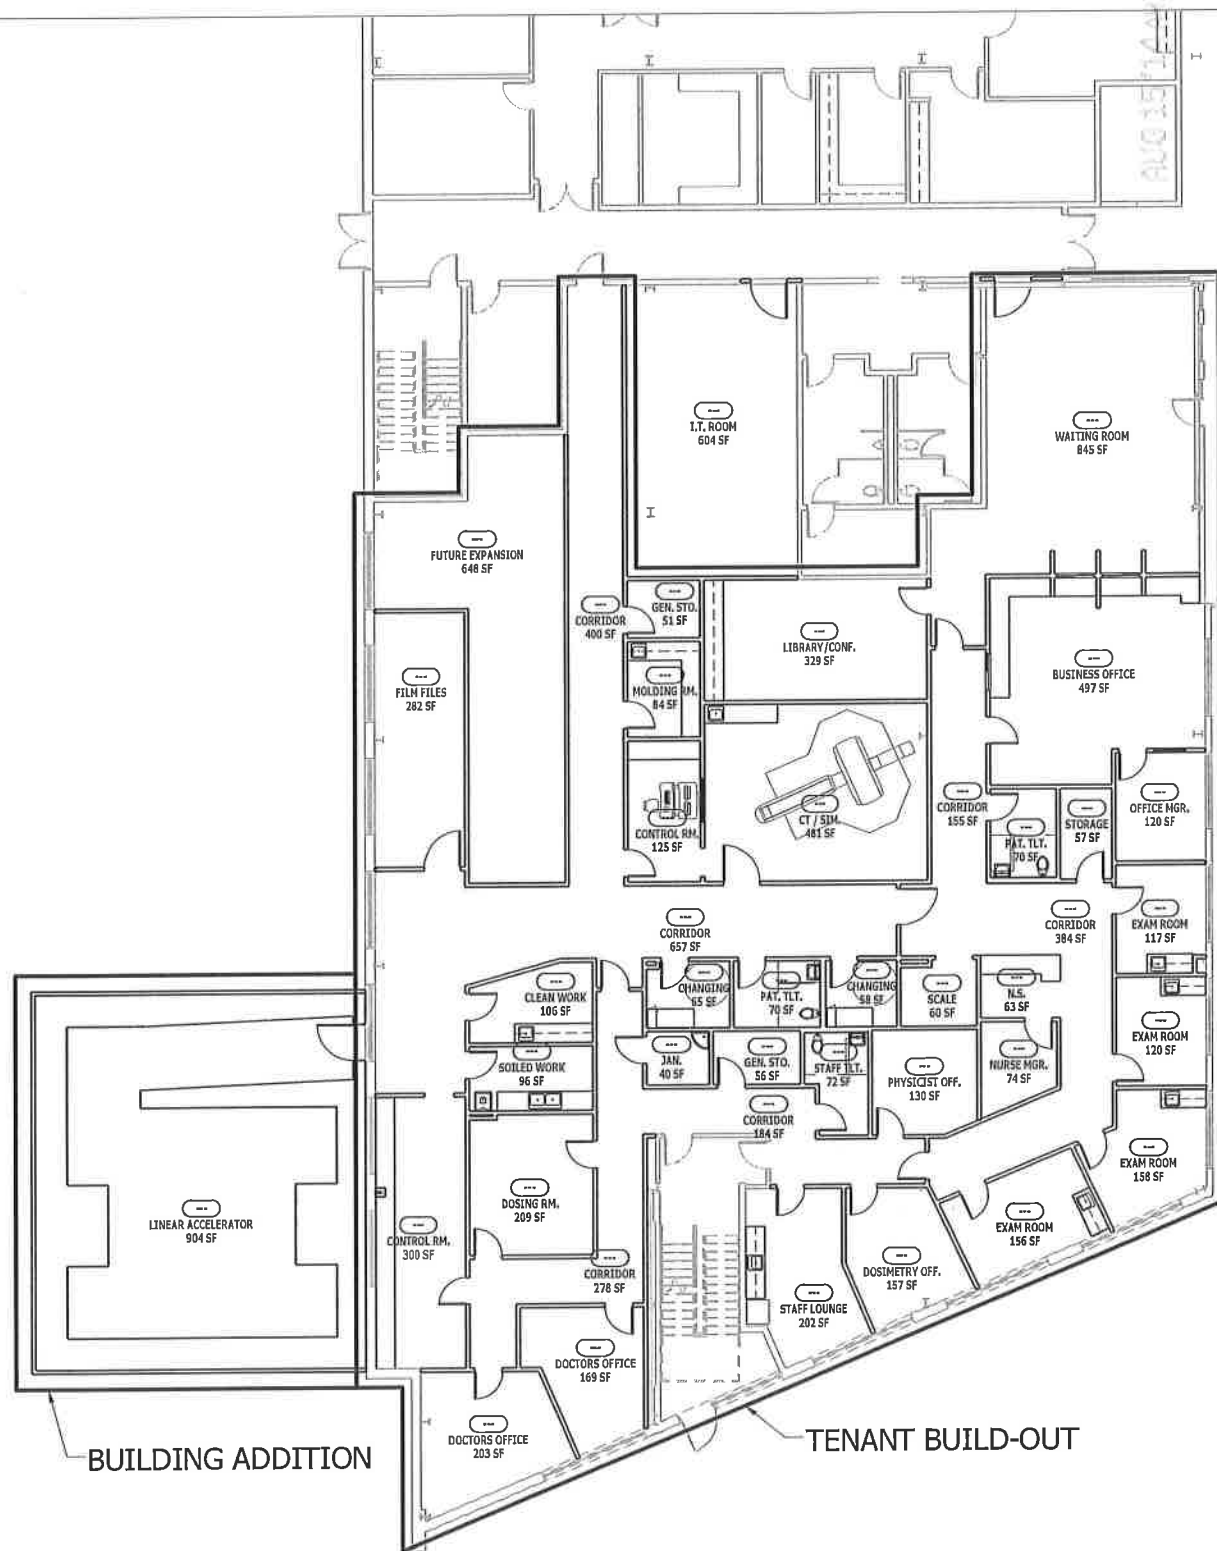 AUG 15
I.T. ROOM
604 SF
WAITING ROOM
845 SF
FUTURE EXPANSION
648 SF
CORRIDOR
400 SF
GEN. STO.
51 SF
LIBRARY/CONF.
329 SF
BUSINESS OFFICE
497 SF
FILM FILES
282 SF
MOLDING RM.
84 SF
CONTROL RM.
125 SF
CT / SIM.
481 SF
CORRIDOR
155 SF
PAT. TLT.
70 SF
STORAGE
57 SF
OFFICE MGR.
120 SF
CORRIDOR
657 SF
CORRIDOR
384 SF
EXAM ROOM
117 SF
CLEAN WORK
106 SF
CHANGING
65 SF
PAT. TLT.
70 SF
CHANGING
58 SF
SCALE
60 SF
N.S.
63 SF
EXAM ROOM
120 SF
SOILED WORK
96 SF
JAN.
40 SF
GEN. STO.
56 SF
STAFF TLT.
72 SF
PHYSICIST OFF.
130 SF
NURSE MGR.
74 SF
CORRIDOR
184 SF
EXAM ROOM
158 SF
LINEAR ACCELERATOR
904 SF
CONTROL RM.
300 SF
DOSING RM.
209 SF
EXAM ROOM
156 SF
CORRIDOR
278 SF
DOSIMETRY OFF.
157 SF
STAFF LOUNGE
202 SF
DOCTORS OFFICE
169 SF
DOCTORS OFFICE
203 SF
BUILDING ADDITION
TENANT BUILD-OUT